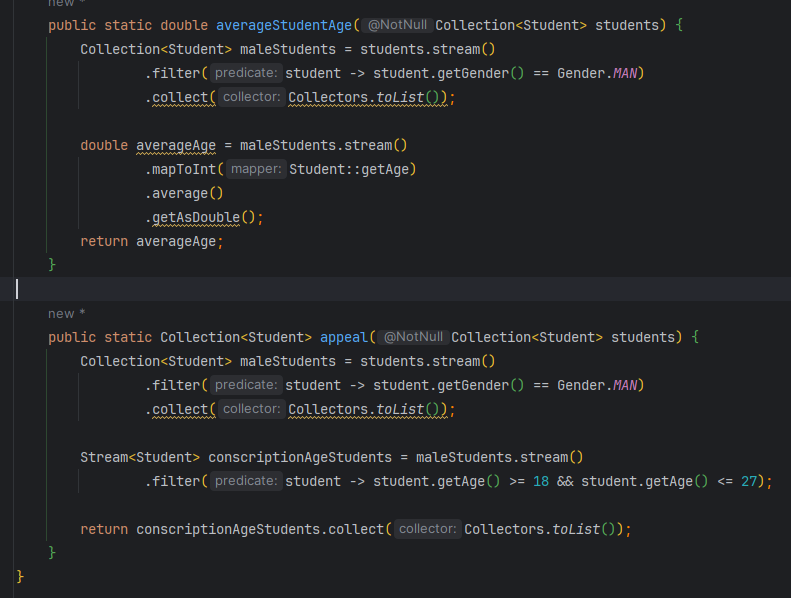 new *
public static double averageStudentAge( @NotNull Collection<Student> students) {
    Collection<Student> maleStudents = students.stream()
            .filter( predicate: student -> student.getGender() == Gender.MAN)
            .collect( collector: Collectors.toList());
    double averageAge = maleStudents.stream()
            .mapToInt( mapper: Student::getAge)
            .average()
            .getAsDouble();
    return averageAge;
}
new *
public static Collection<Student> appeal( @NotNull Collection<Student> students) {
    Collection<Student> maleStudents = students.stream()
            .filter( predicate: student -> student.getGender() == Gender.MAN)
            .collect( collector: Collectors.toList());
    Stream<Student> conscriptionAgeStudents = maleStudents.stream()
            .filter( predicate: student -> student.getAge() >= 18 && student.getAge() <= 27);
    return conscriptionAgeStudents.collect( collector: Collectors.toList());
}
}